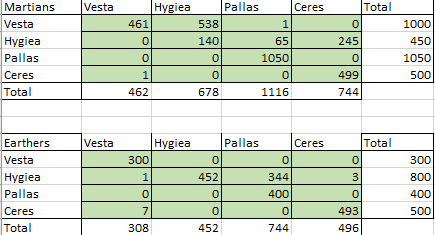 Martians Vesta Hygiea Pallas Ceres Total
Vesta 461 538 1 0 1000
Hygiea 0 140 65 245 450
Pallas 0 0 1050 0 1050
Ceres 1 0 0 499 500
Total 462 678 1116 744
Earthers Vesta Hygiea Pallas Ceres Total
Vesta 300 0 0 0 300
Hygiea 1 452 344 3 800
Pallas 0 0 400 0 400
Ceres 7 0 0 493 500
Total 308 452 744 496